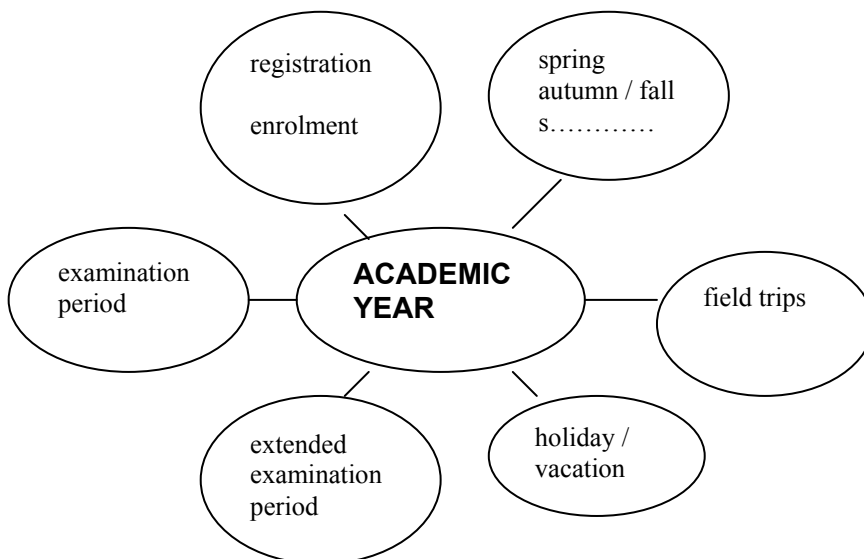 registration
enrolment
spring
autumn / fall
s…………
examination
period
ACADEMIC
YEAR
field trips
extended
examination
period
holiday /
vacation